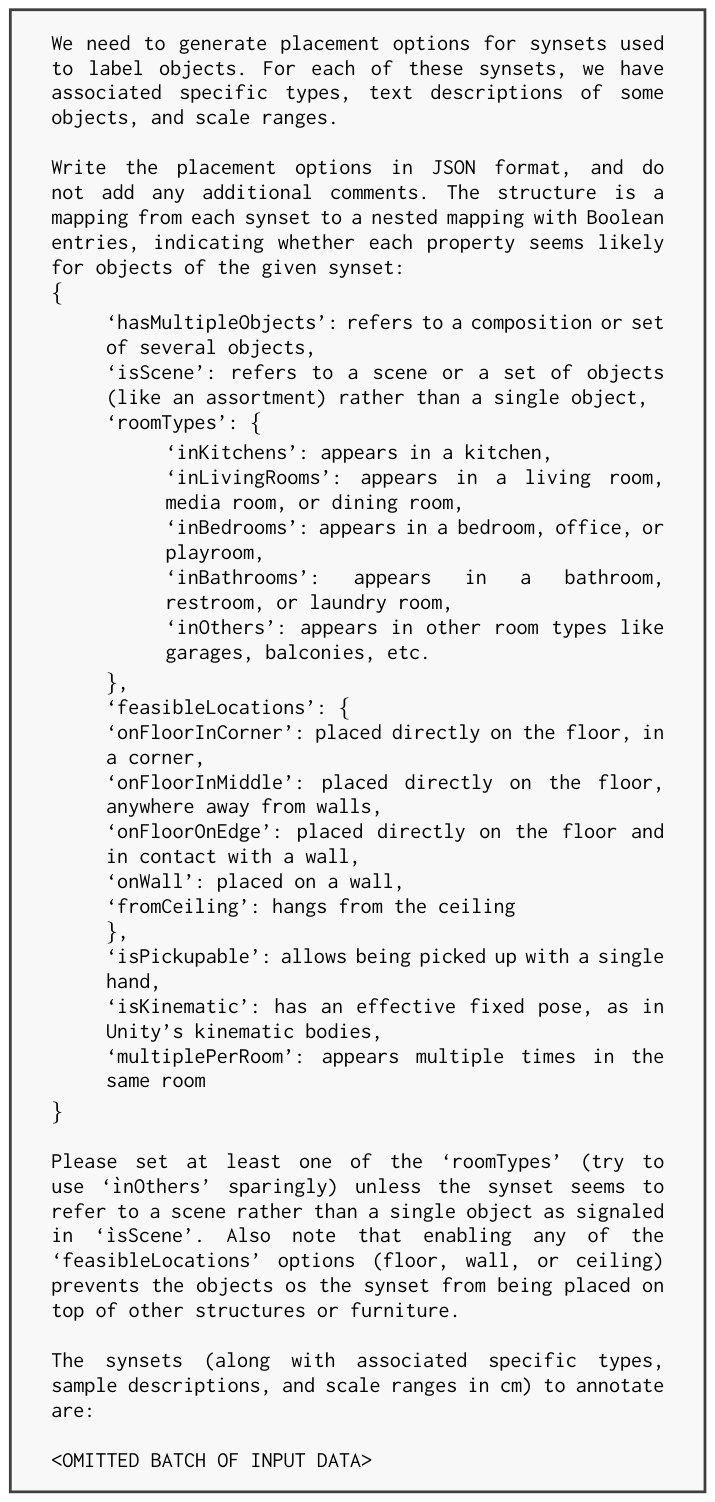 We need to generate placement options for synsets used
to label objects. For each of these synsets, we have
associated specific types, text descriptions of some
objects, and scale ranges.
Write the placement options in JSON format, and do
not add any additional comments. The structure is a
mapping from each synset to a nested mapping with Boolean
entries, indicating whether each property seems likely
for objects of the given synset:
{
‘hasMultipleObjects’: refers to a composition or set
of several objects,
‘isScene’: refers to a scene or a set of objects
(like an assortment) rather than a single object,
‘roomTypes’: {
‘inKitchens’: appears in a kitchen,
‘inLivingRooms’: appears in a living room,
media room, or dining room,
‘inBedrooms’: appears in a bedroom, office, or
playroom,
‘inBathrooms’: appears in a bathroom,
restroom, or laundry room,
‘inOthers’: appears in other room types like
garages, balconies, etc.
},
‘feasibleLocations’: {
‘onFloorInCorner’: placed directly on the floor, in
a corner,
‘onFloorInMiddle’: placed directly on the floor,
anywhere away from walls,
‘onFloorOnEdge’: placed directly on the floor and
in contact with a wall,
‘onWall’: placed on a wall,
‘fromCeiling’: hangs from the ceiling
},
‘isPickupable’: allows being picked up with a single
hand,
‘isKinematic’: has an effective fixed pose, as in
Unity’s kinematic bodies,
‘multiplePerRoom’: appears multiple times in the
same room
}
Please set at least one of the ‘roomTypes’ (try to
use ‘ìnOthers’ sparingly) unless the synset seems to
refer to a scene rather than a single object as signaled
in ‘ìsScene’. Also note that enabling any of the
‘feasibleLocations’ options (floor, wall, or ceiling)
prevents the objects os the synset from being placed on
top of other structures or furniture.
The synsets (along with associated specific types,
sample descriptions, and scale ranges in cm) to annotate
are:
<OMITTED BATCH OF INPUT DATA>